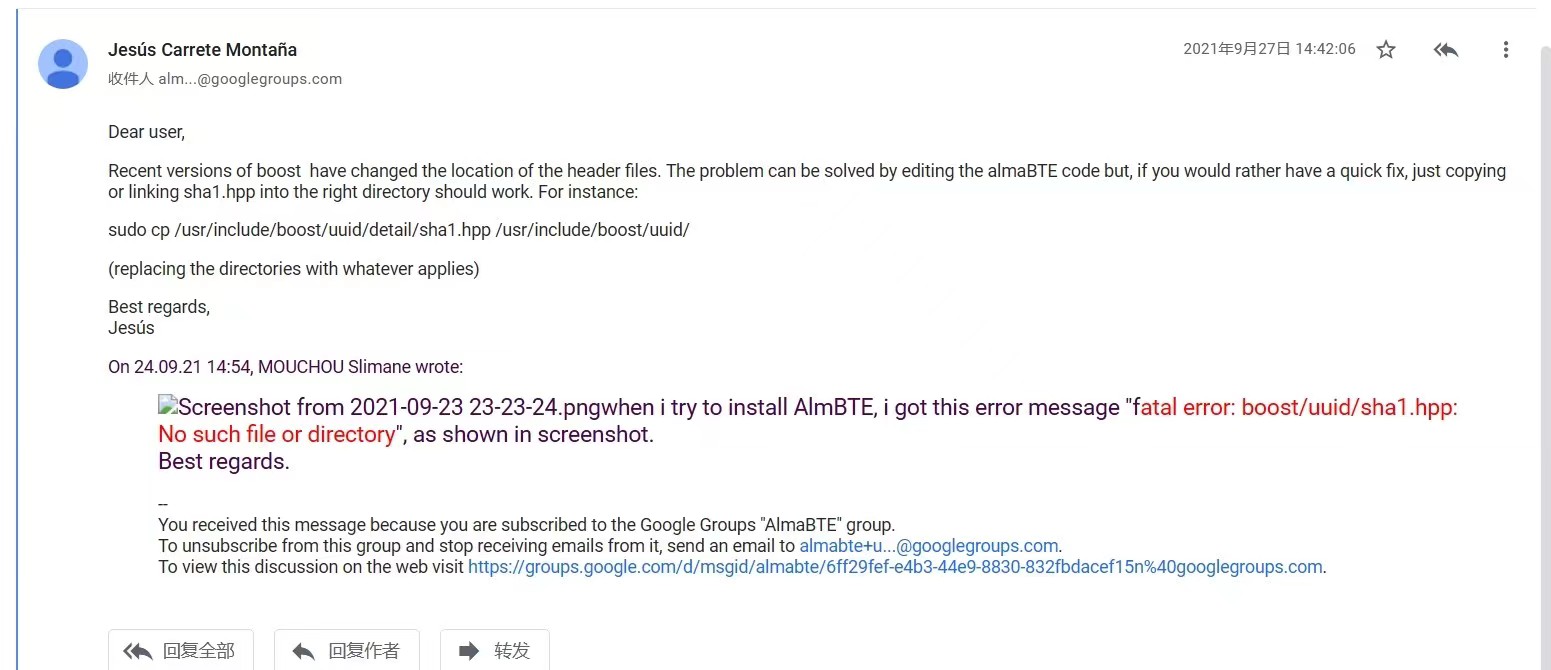 Jesús Carrete Montaña
2021年9月27日 14:42:06
收件人 alm...@googlegroups.com
Dear user,
Recent versions of boost  have changed the location of the header files. The problem can be solved by editing the almaBTE code but, if you would rather have a quick fix, just copying
or linking sha1.hpp into the right directory should work. For instance:
sudo cp /usr/include/boost/uuid/detail/sha1.hpp /usr/include/boost/uuid/
(replacing the directories with whatever applies)
Best regards,
Jesús
On 24.09.21 14:54, MOUCHOU Slimane wrote:
Screenshot from 2021-09-23 23-23-24.pngwhen i try to install AlmBTE, i got this error message "fatal error: boost/uuid/sha1.hpp:
No such file or directory", as shown in screenshot.
Best regards.
--
You received this message because you are subscribed to the Google Groups "AlmaBTE" group.
To unsubscribe from this group and stop receiving emails from it, send an email to almabte+u...@googlegroups.com.
To view this discussion on the web visit https://groups.google.com/d/msgid/almabte/6ff29fef-e4b3-44e9-8830-832fbdacef15n%40googlegroups.com.
回复全部 回复作者 转发